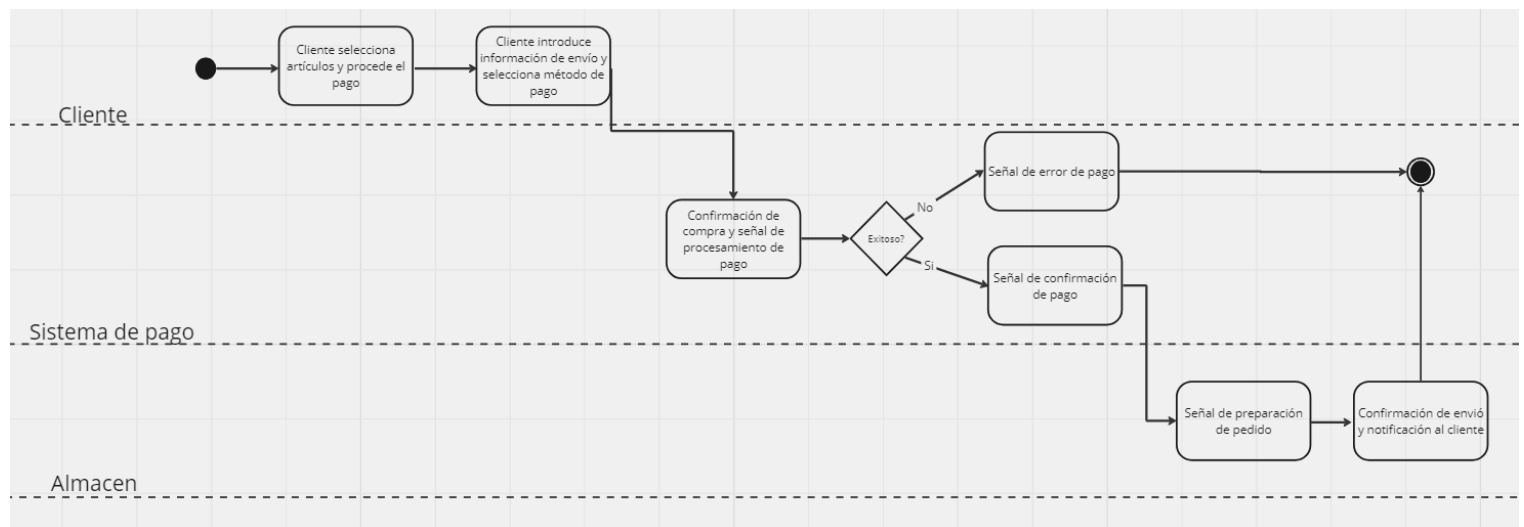 Cliente selecciona
artículos y procede el
pago
Cliente introduce
información de envío y
selecciona método de
pago
Cliente
Confirmación de
compra y señal de
procesamiento de
pago
Exitoso?
No
Señal de error de pago
Si
Señal de confirmación
de pago
Sistema de pago
Señal de preparación
de pedido
Confirmación de envió
y notificación al cliente
Almacen